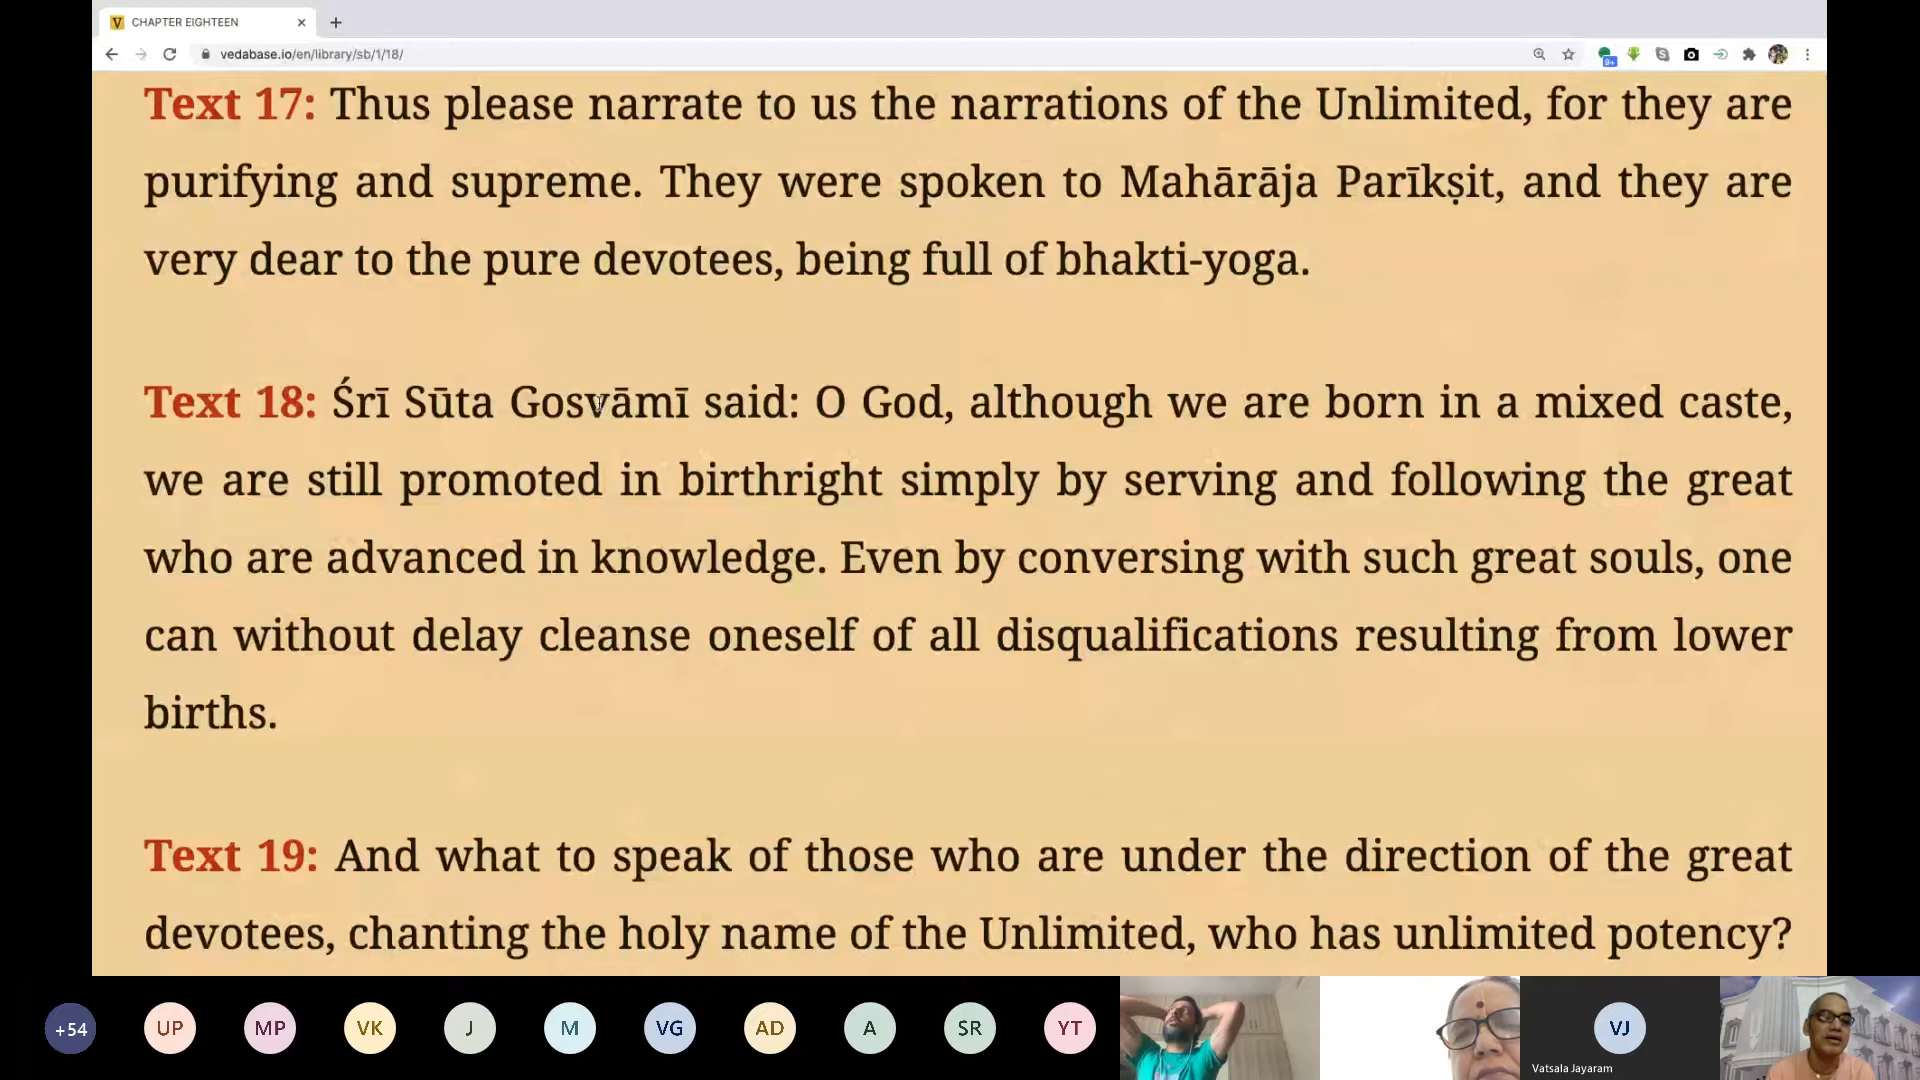 CHAPTER EIGHTEEN
vedabase.io/en/library/sb/1/18/
9+
Text 17: Thus please narrate to us the narrations of the Unlimited, for they are
purifying and supreme. They were spoken to Mahārāja Parīkṣit, and they are
very dear to the pure devotees, being full of bhakti-yoga.
Text 18: Śrī Sūta Gosvāmī said: O God, although we are born in a mixed caste,
we are still promoted in birthright simply by serving and following the great
who are advanced in knowledge. Even by conversing with such great souls, one
can without delay cleanse oneself of all disqualifications resulting from lower
births.
Text 19: And what to speak of those who are under the direction of the great
devotees, chanting the holy name of the Unlimited, who has unlimited potency?
+54 UP MP VK J M VG AD A SR YT VJ
Vatsala Jayaram